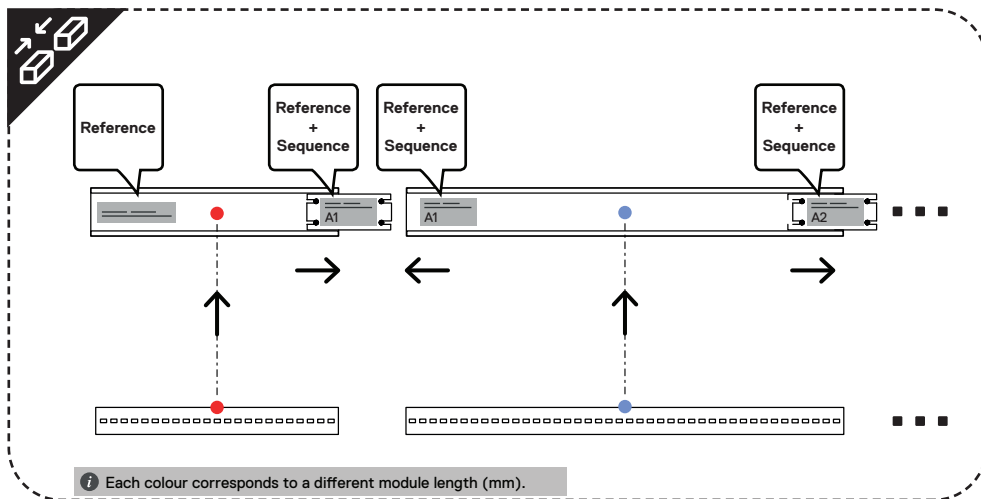 Reference
Reference
+
Sequence
Reference
+
Sequence
Reference
+
Sequence
A1
A1
A2
i Each colour corresponds to a different module length (mm).